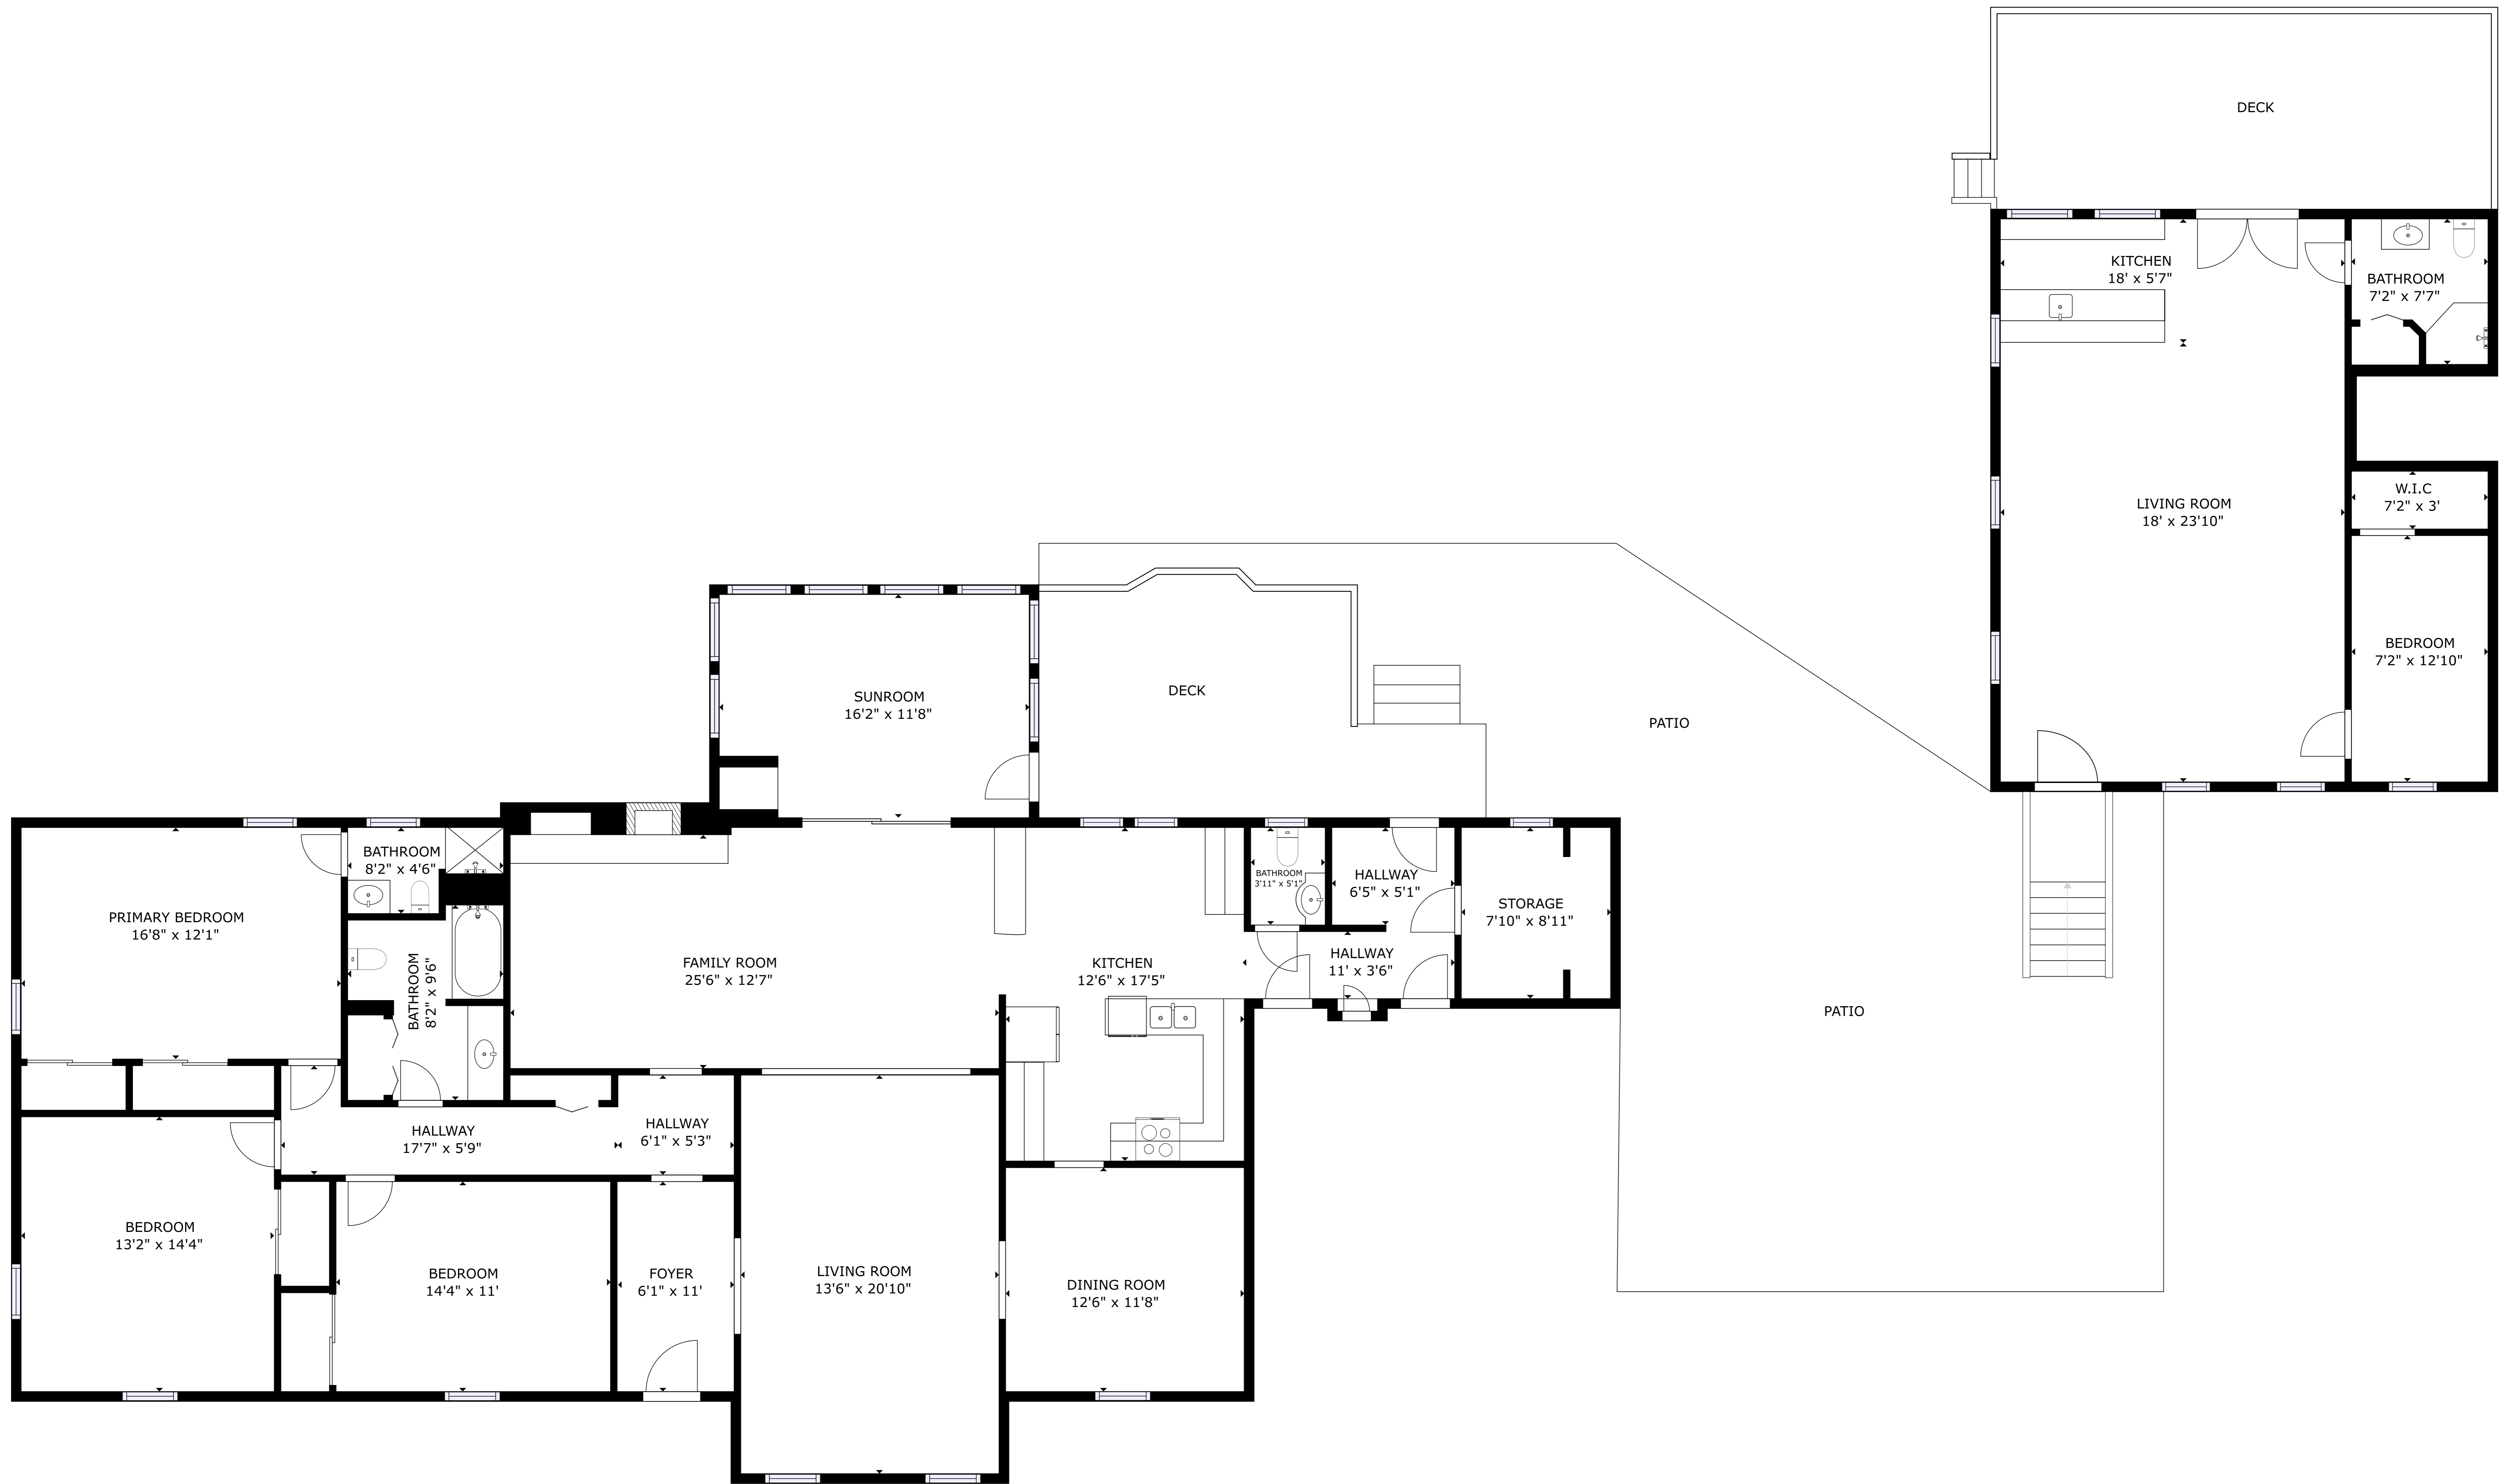 DECK
KITCHEN
18' x 5'7"
BATHROOM
7'2" x 7'7"
W.I.C
7'2" x 3'
LIVING ROOM
18' x 23'10"
BEDROOM
7'2" x 12'10"
SUNROOM
16'2" x 11'8"
DECK
PATIO
BATHROOM
8'2" x 4'6"
BATHROOM
3'11" x 5'1"
HALLWAY
6'5" x 5'1"
STORAGE
7'10" x 8'11"
PRIMARY BEDROOM
16'8" x 12'1"
BATHROOM
8'2" x 9'6"
FAMILY ROOM
25'6" x 12'7"
KITCHEN
12'6" x 17'5"
HALLWAY
11' x 3'6"
PATIO
HALLWAY
17'7" x 5'9"
HALLWAY
6'1" x 5'3"
BEDROOM
13'2" x 14'4"
BEDROOM
14'4" x 11'
FOYER
6'1" x 11'
LIVING ROOM
13'6" x 20'10"
DINING ROOM
12'6" x 11'8"